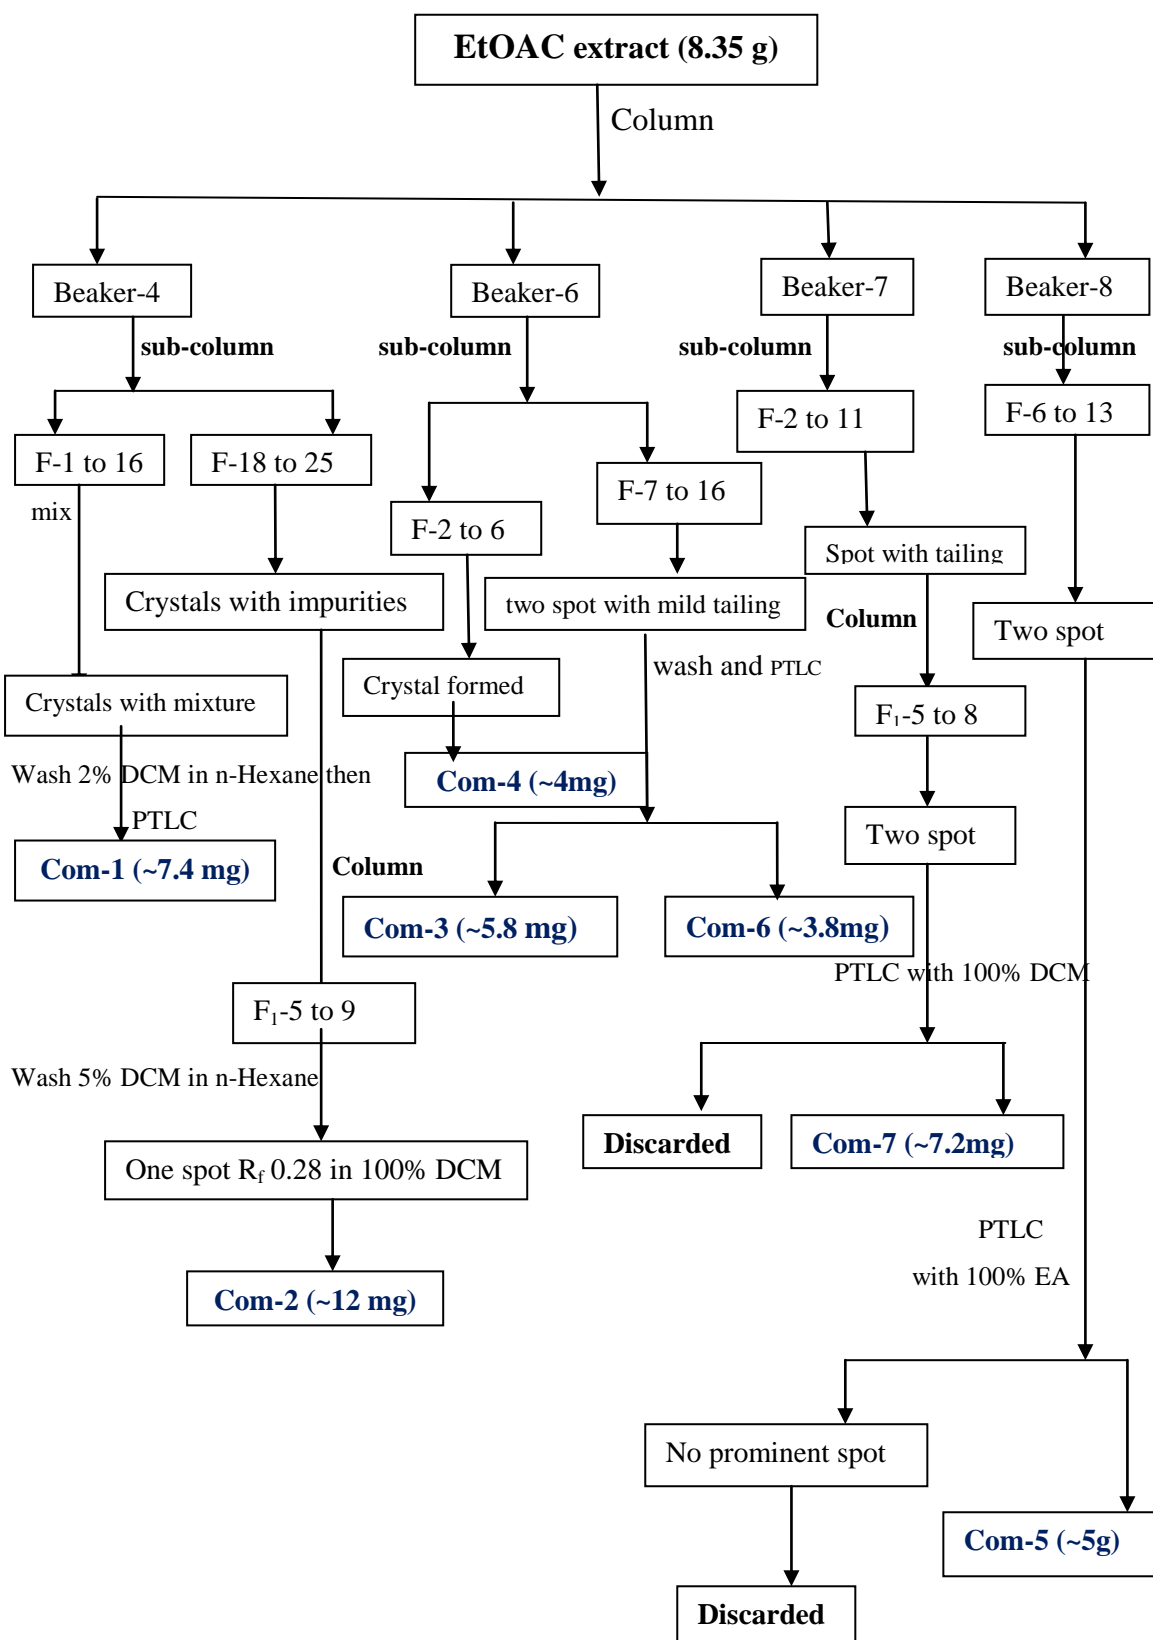 EtOAC extract (8.35 g)
Column
Beaker-4
Beaker-6
Beaker-7
Beaker-8
sub-column
sub-column
sub-column
sub-column
F-1 to 16
F-18 to 25
F-2 to 6
F-7 to 16
F-2 to 11
F-6 to 13
mix
Crystals with impurities
two spot with mild tailing
Spot with tailing
Two spot
Crystals with mixture
Crystal formed
wash and PTLC
Column
F₁-5 to 8
Wash 2% DCM in n-Hexane then
PTLC
Com-4 (~4mg)
Two spot
Com-1 (~7.4 mg)
Column
Com-3 (~5.8 mg)
Com-6 (~3.8mg)
PTLC with 100% DCM
F₁-5 to 9
Wash 5% DCM in n-Hexane
Discarded
Com-7 (~7.2mg)
One spot Rf 0.28 in 100% DCM
PTLC
with 100% EA
Com-2 (~12 mg)
No prominent spot
Com-5 (~5g)
Discarded